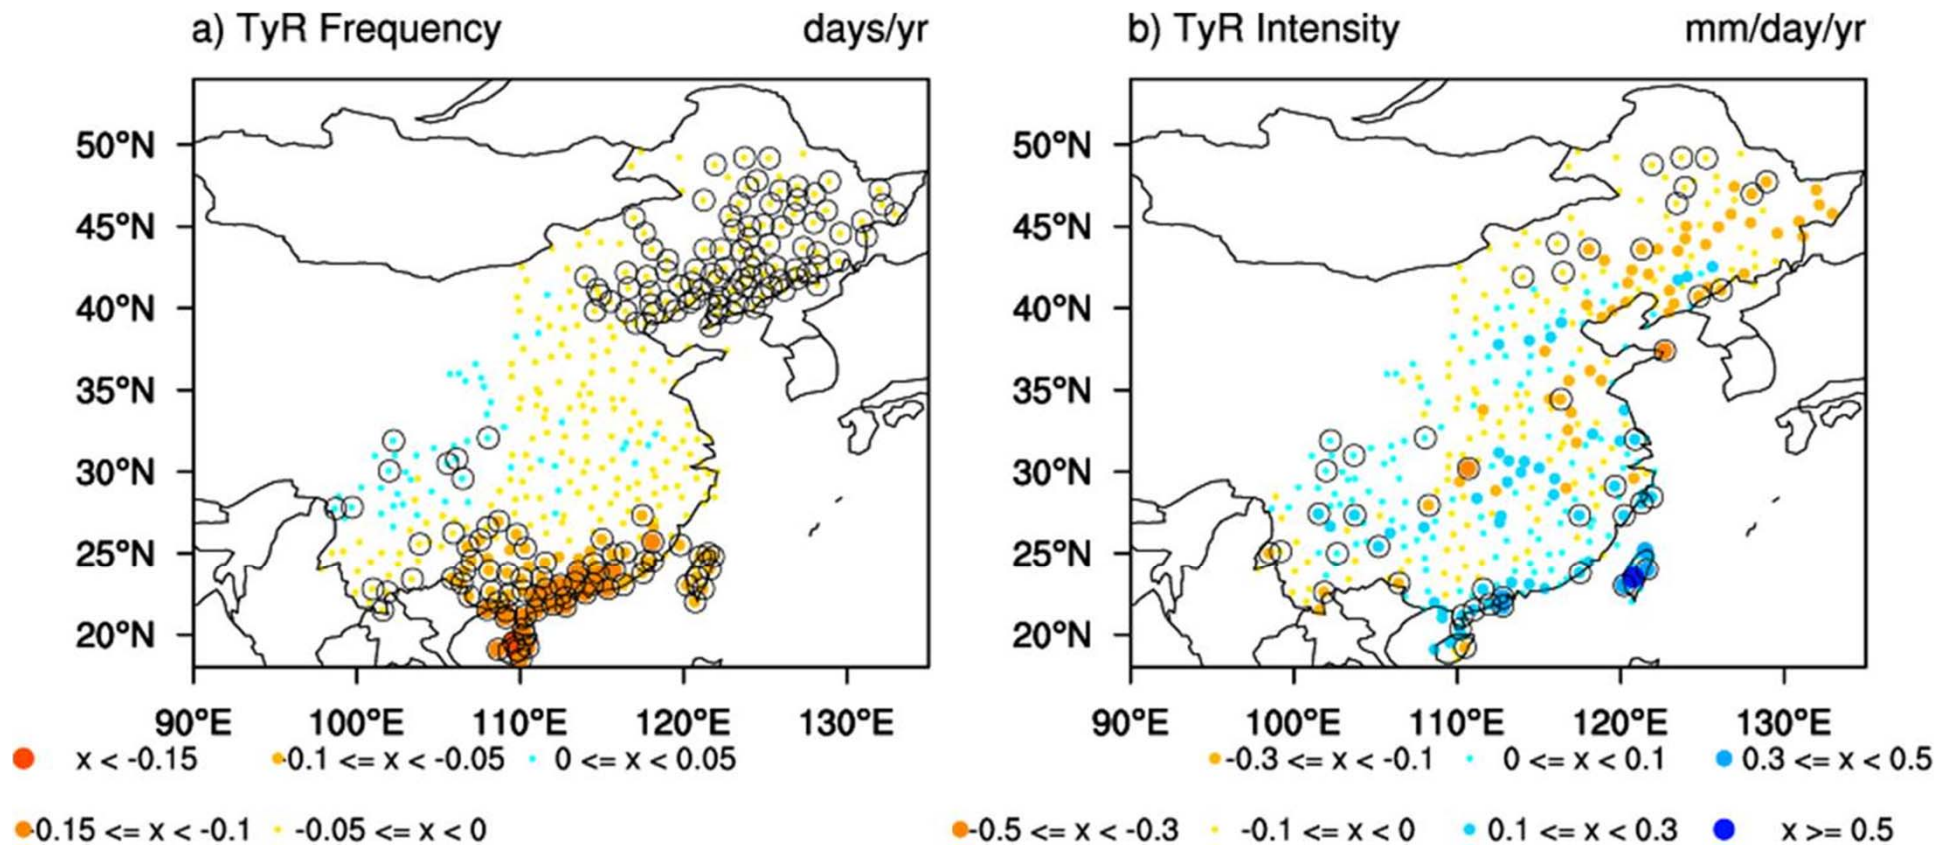 a) TyR Frequency days/yr
50°N
45°N
40°N
35°N
30°N
25°N
20°N
90°E 100°E 110°E 120°E 130°E
x < -0.15 -0.1 <= x < -0.05 0 <= x < 0.05
-0.15 <= x < -0.1 -0.05 <= x < 0
b) TyR Intensity mm/day/yr
50°N
45°N
40°N
35°N
30°N
25°N
20°N
90°E 100°E 110°E 120°E 130°E
-0.3 <= x < -0.1 0 <= x < 0.1 0.3 <= x < 0.5
-0.5 <= x < -0.3 -0.1 <= x < 0 0.1 <= x < 0.3 x >= 0.5